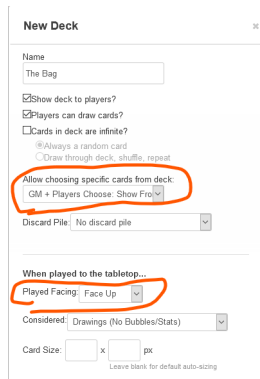 New Deck ×
Name
The Bag
Show deck to players?
Players can draw cards?
Cards in deck are infinite?
Always a random card
Draw through deck, shuffle, repeat
Allow choosing specific cards from deck:
GM + Players Choose: Show Fro
Discard Pile: No discard pile
When played to the tabletop...
Played Facing: Face Up
Considered: Drawings (No Bubbles/Stats)
Card Size: x px
Leave blank for default auto-sizing